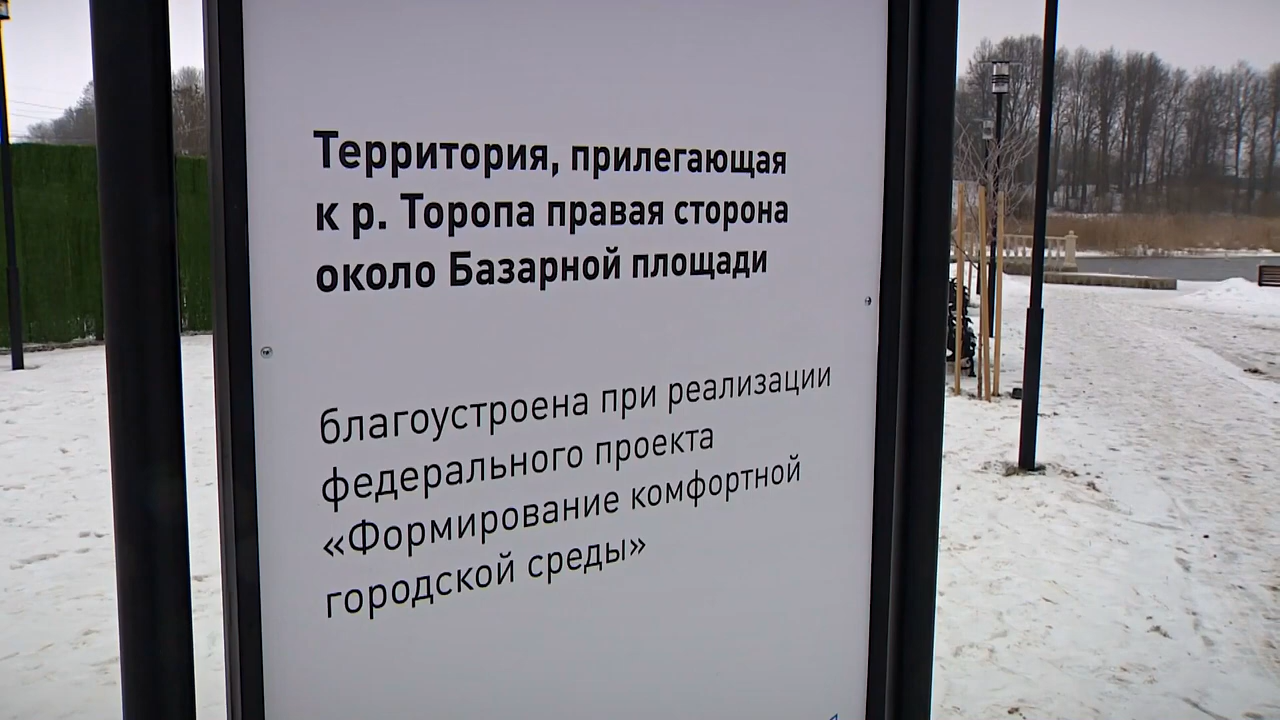 Территория, прилегающая
к р. Торопа правая сторона
около Базарной площади
благоустроена при реализации
федерального проекта
«Формирование комфортной
городской среды»